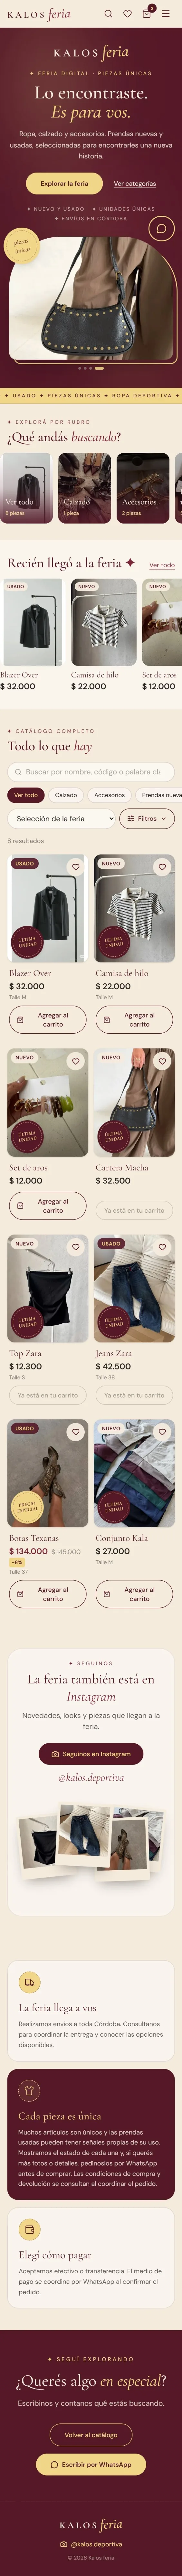 KALOS feria
3
KALOS feria
✦ FERIA DIGITAL · PIEZAS ÚNICAS
Lo encontraste.
Es para vos.
Ropa, calzado y accesorios. Prendas nuevas y
usadas, seleccionadas para encontrarles una nueva
historia.
Explorar la feria
Ver categorías
✦ NUEVO Y USADO ✦ UNIDADES ÚNICAS
✦ ENVÍOS EN CÓRDOBA
piezas
únicas
✦ USADO ✦ PIEZAS ÚNICAS ✦ ROPA DEPORTIVA ✦
✦ EXPLORÁ POR RUBRO
¿Qué andás buscando?
Ver todo
8 piezas
Calzado
1 pieza
Accesorios
2 piezas
Recién llegó a la feria ✦
Ver todo
USADO
NUEVO
NUEVO
Blazer Over
$ 32.000
Camisa de hilo
$ 22.000
Set de aros
$ 12.000
✦ CATÁLOGO COMPLETO
Todo lo que hay
Buscar por nombre, código o palabra cl
Ver todo
Calzado
Accesorios
Prendas nueva
Selección de la feria
Filtros
8 resultados
USADO
ÚLTIMA
UNIDAD
NUEVO
ÚLTIMA
UNIDAD
Blazer Over
$ 32.000
Talle M
Agregar al
carrito
Camisa de hilo
$ 22.000
Talle M
Agregar al
carrito
NUEVO
ÚLTIMA
UNIDAD
NUEVO
ÚLTIMA
UNIDAD
Set de aros
$ 12.000
Agregar al
carrito
Cartera Macha
$ 32.500
Ya está en tu carrito
NUEVO
ÚLTIMA
UNIDAD
USADO
ÚLTIMA
UNIDAD
Top Zara
$ 12.300
Talle S
Ya está en tu carrito
Jeans Zara
$ 42.500
Talle 38
Ya está en tu carrito
USADO
PRECIO
ESPECIAL
NUEVO
ÚLTIMA
UNIDAD
Botas Texanas
$ 134.000 $ 145.000
-8%
Talle 37
Agregar al
carrito
Conjunto Kala
$ 27.000
Talle M
Agregar al
carrito
✦ SEGUINOS
La feria también está en
Instagram
Novedades, looks y piezas que llegan a la
feria.
Seguinos en Instagram
@kalos.deportiva
La feria llega a vos
Realizamos envíos a toda Córdoba. Consultanos
para coordinar la entrega y conocer las opciones
disponibles.
Cada pieza es única
Muchos artículos son únicos y las prendas
usadas pueden tener señales propias de su uso.
Mostramos el estado de cada una y, si querés
más fotos o detalles, pedínoslos por WhatsApp
antes de comprar. Las condiciones de compra y
devolución se consultan al coordinar el pedido.
Elegí cómo pagar
Aceptamos efectivo o transferencia. El medio de
pago se coordina por WhatsApp al confirmar el
pedido.
✦ SEGUÍ EXPLORANDO
¿Querés algo en especial?
Escribinos y contanos qué estás buscando.
Volver al catálogo
Escribir por WhatsApp
KALOS feria
@kalos.deportiva
© 2026 Kalos feria